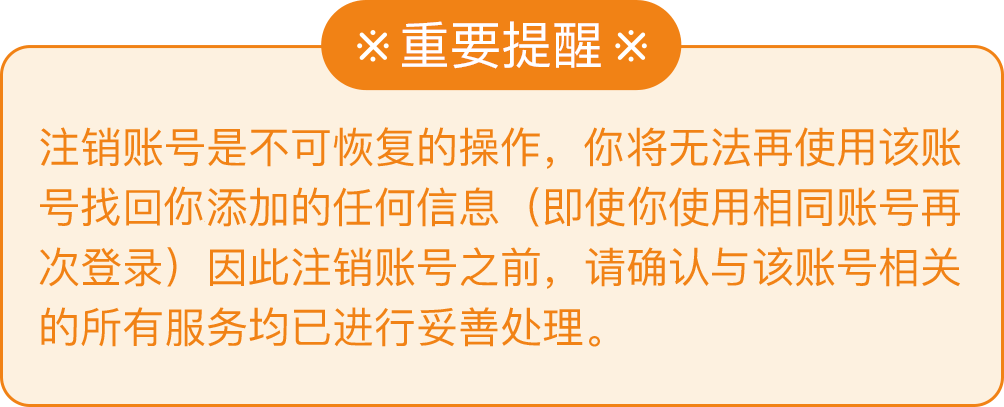 ※重要提醒※
注销账号是不可恢复的操作，你将无法再使用该账
号找回你添加的任何信息（即使你使用相同账号再
次登录）因此注销账号之前，请确认与该账号相关
的所有服务均已进行妥善处理。